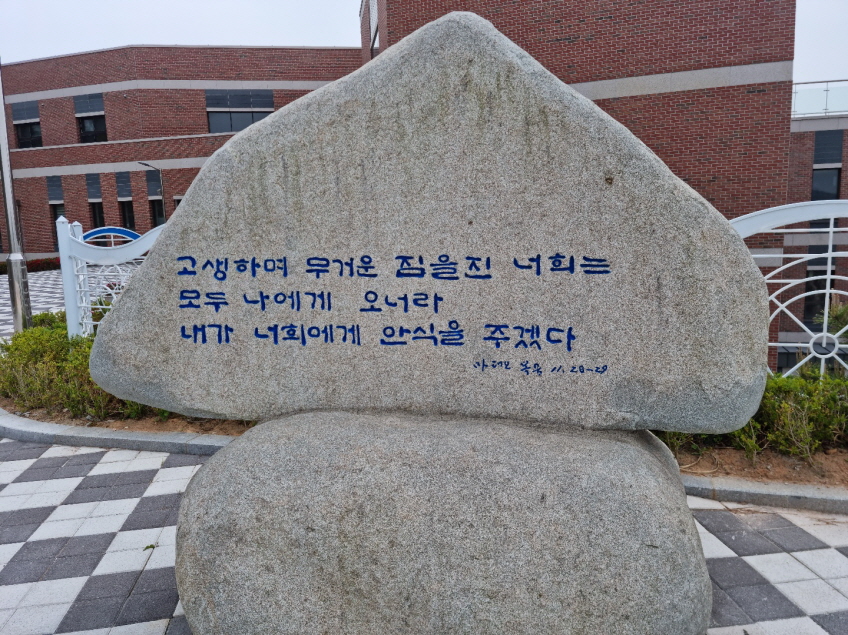 고생하며 무거운 짐을진 너희는
모두 나에게 오너라
내가 너희에게 안식을 주겠다
마태오 복음 11. 28-29